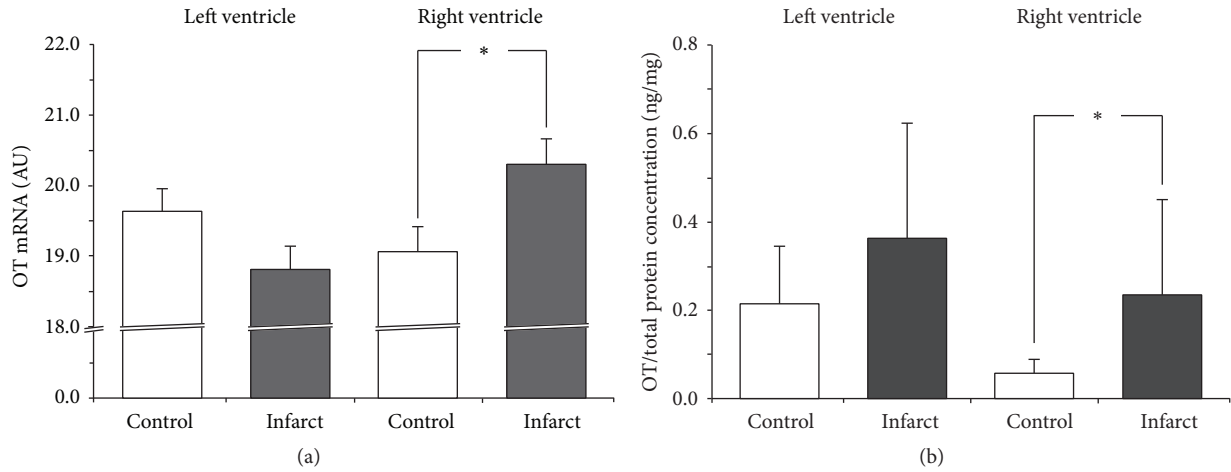 Left ventricle
Right ventricle
22.0
21.0
20.0
19.0
18.0
0.0
OT mRNA (AU)
*
Control
Infarct
Control
Infarct
(a)
Left ventricle
Right ventricle
0.8
0.6
0.4
0.2
0.0
OT/total protein concentration (ng/mg)
*
Control
Infarct
Control
Infarct
(b)